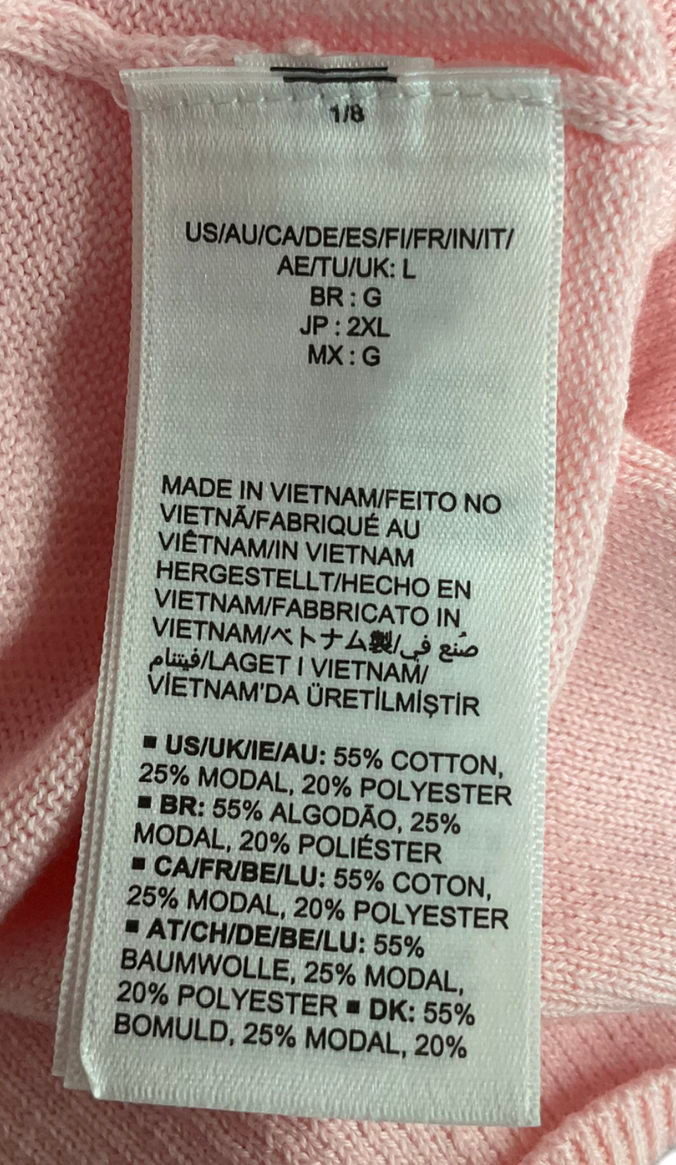 1/8
US/AU/CA/DE/ES/FI/FR/IN/IT/
AE/TU/UK: L
BR : G
JP : 2XL
MX : G
MADE IN VIETNAM/FEITO NO
VIETNÃ/FABRIQUÉ AU
VIÊTNAM/IN VIETNAM
HERGESTELLT/HECHO EN
VIETNAM/FABBRICATO IN
VIETNAM/ベトナム製/صُنع في
فيتنام/LAGET I VIETNAM/
VİETNAM'DA ÜRETİLMİŞTİR
▪ US/UK/IE/AU: 55% COTTON,
25% MODAL, 20% POLYESTER
▪ BR: 55% ALGODÃO, 25%
MODAL, 20% POLIÉSTER
▪ CA/FR/BE/LU: 55% COTON,
25% MODAL, 20% POLYESTER
▪ AT/CH/DE/BE/LU: 55%
BAUMWOLLE, 25% MODAL,
20% POLYESTER ▪ DK: 55%
BOMULD, 25% MODAL, 20%